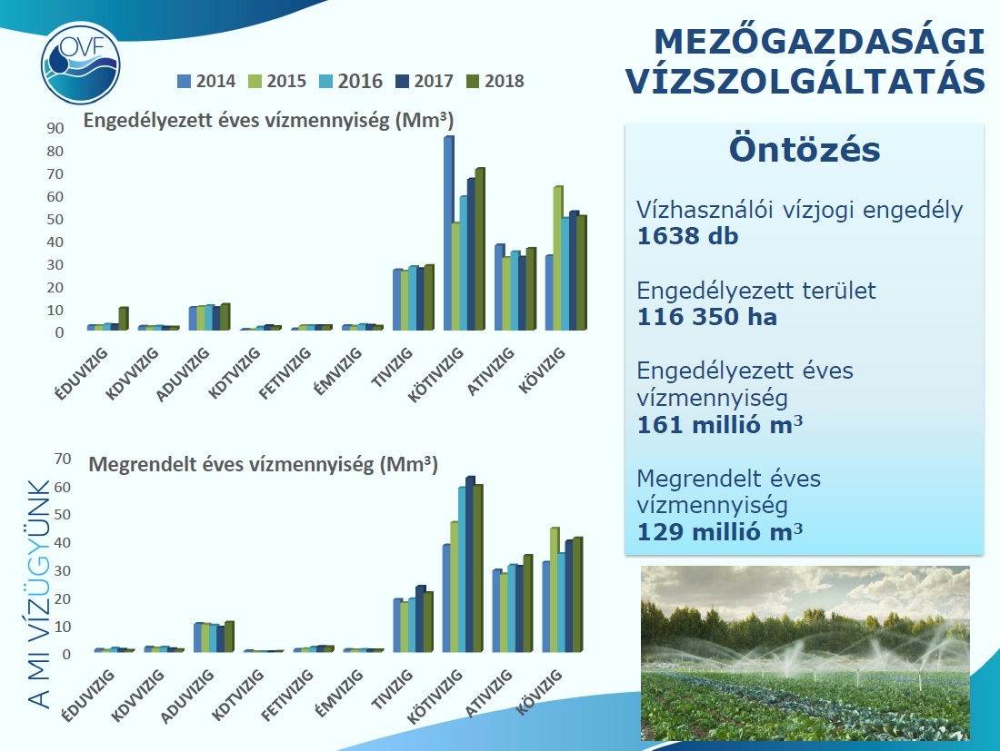 OVF
MEZŐGAZDASÁGI
VÍZSZOLGÁLTATÁS
2014 2015 2016 2017 2018
Engedélyezett éves vízmennyiség (Mm³)
90
80
70
60
50
40
30
20
10
0
ÉDUVIZIG KDVVIZIG ADUVIZIG KDTVIZIG FETIVIZIG ÉMVIZIG TIVIZIG KÖTIVIZIG ATIVIZIG KÖVIZIG
Megrendelt éves vízmennyiség (Mm³)
70
60
50
40
30
20
10
0
ÉDUVIZIG KDVVIZIG ADUVIZIG KDTVIZIG FETIVIZIG ÉMVIZIG TIVIZIG KÖTIVIZIG ATIVIZIG KÖVIZIG
A MI VÍZÜGYÜNK
Öntözés
Vízhasználói vízjogi engedély
1638 db
Engedélyezett terület
116 350 ha
Engedélyezett éves
vízmennyiség
161 millió m³
Megrendelt éves
vízmennyiség
129 millió m³